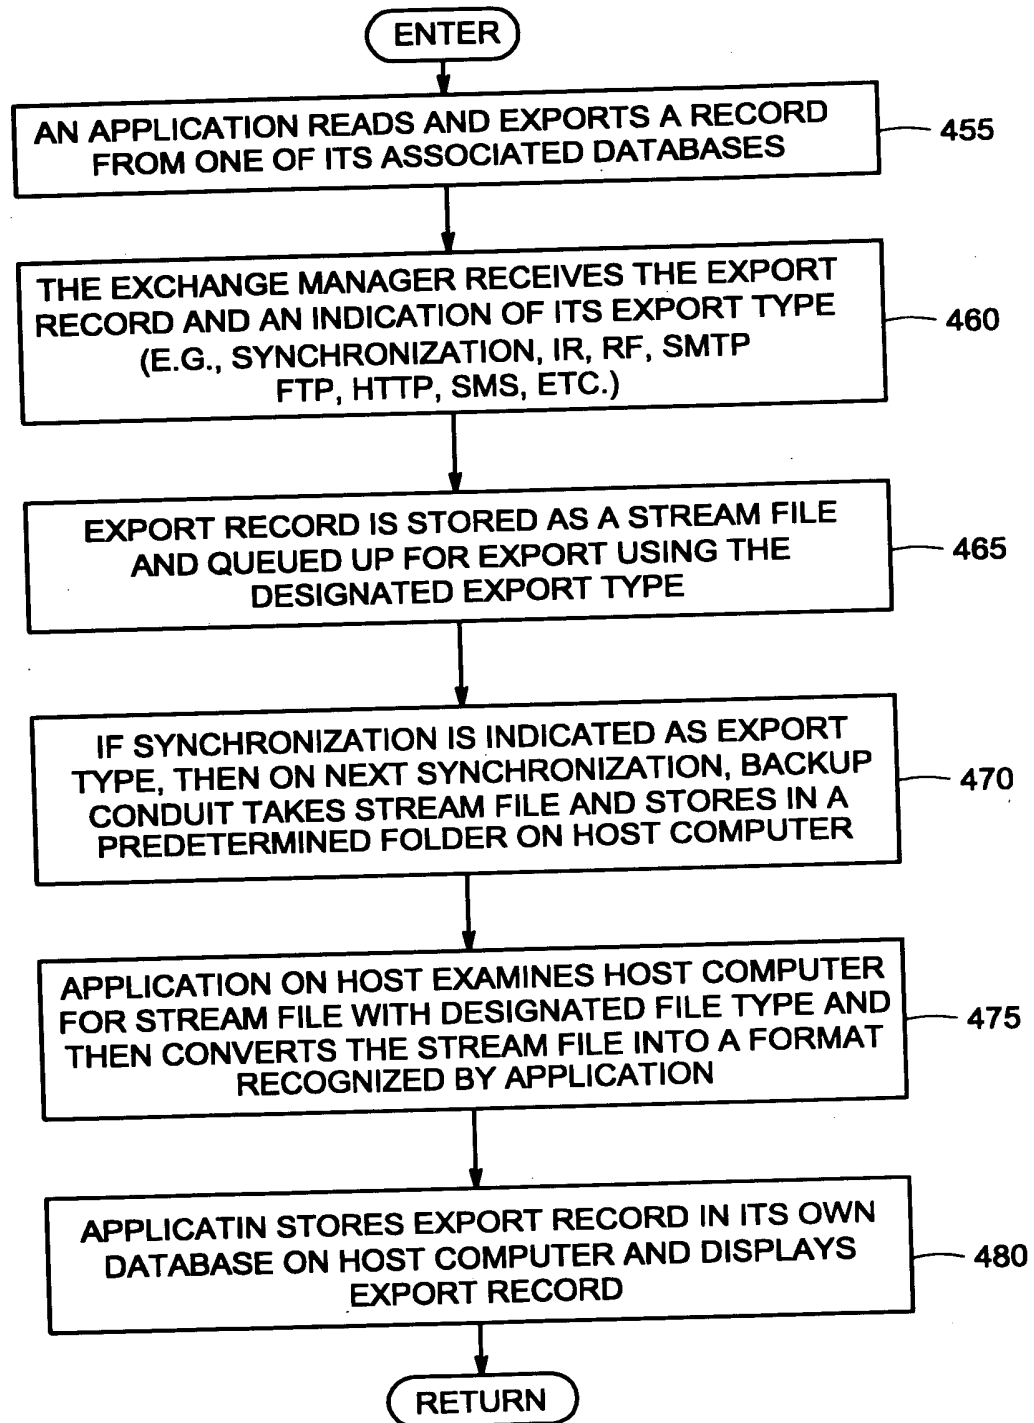 ENTER
AN APPLICATION READS AND EXPORTS A RECORD
FROM ONE OF ITS ASSOCIATED DATABASES
455
THE EXCHANGE MANAGER RECEIVES THE EXPORT
RECORD AND AN INDICATION OF ITS EXPORT TYPE
(E.G., SYNCHRONIZATION, IR, RF, SMTP
FTP, HTTP, SMS, ETC.)
460
EXPORT RECORD IS STORED AS A STREAM FILE
AND QUEUED UP FOR EXPORT USING THE
DESIGNATED EXPORT TYPE
465
IF SYNCHRONIZATION IS INDICATED AS EXPORT
TYPE, THEN ON NEXT SYNCHRONIZATION, BACKUP
CONDUIT TAKES STREAM FILE AND STORES IN A
PREDETERMINED FOLDER ON HOST COMPUTER
470
APPLICATION ON HOST EXAMINES HOST COMPUTER
FOR STREAM FILE WITH DESIGNATED FILE TYPE AND
THEN CONVERTS THE STREAM FILE INTO A FORMAT
RECOGNIZED BY APPLICATION
475
APPLICATIN STORES EXPORT RECORD IN ITS OWN
DATABASE ON HOST COMPUTER AND DISPLAYS
EXPORT RECORD
480
RETURN